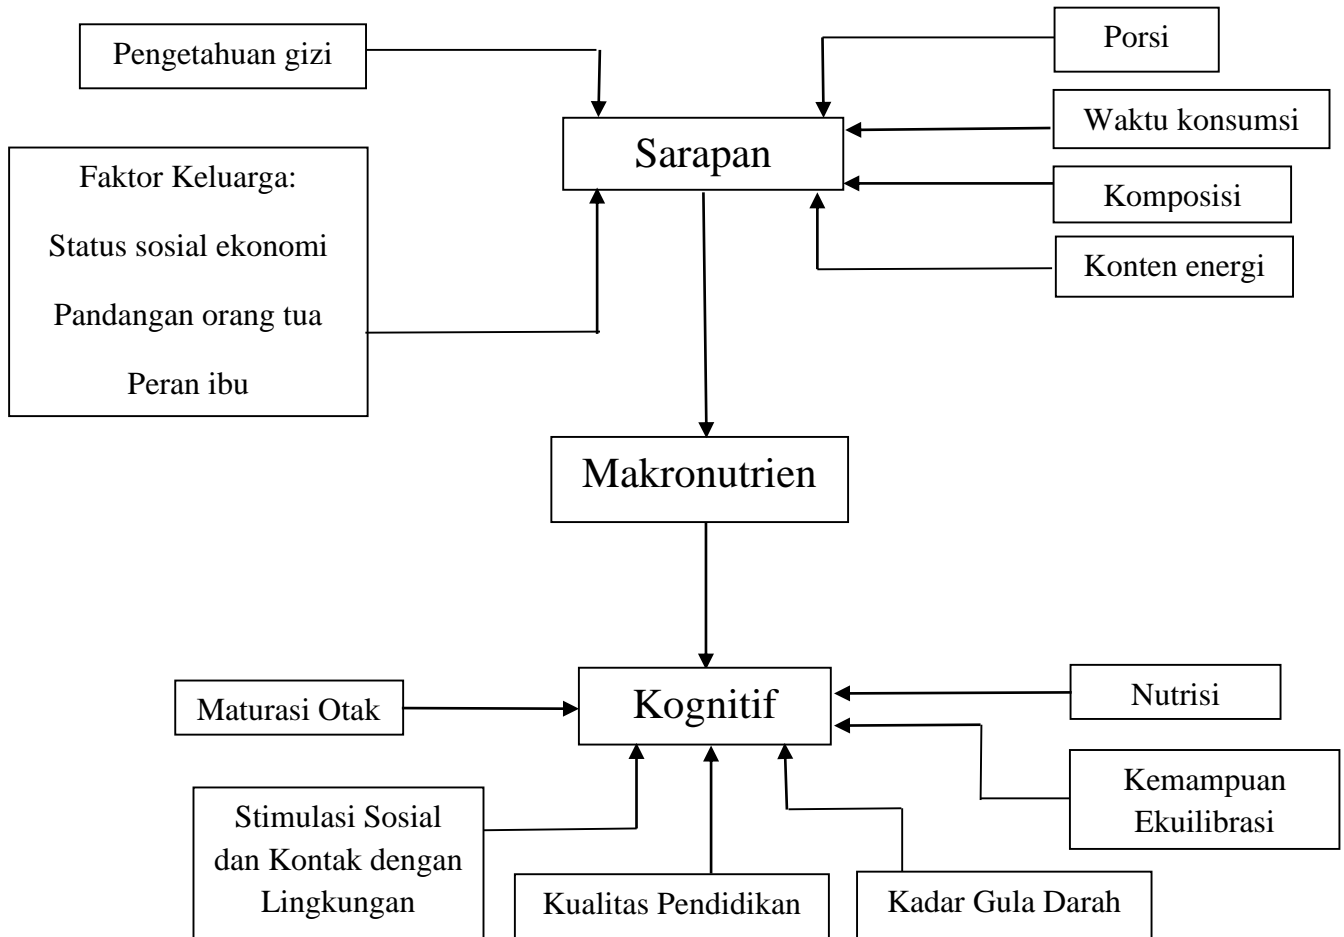 Pengetahuan gizi
Porsi
Waktu konsumsi
Sarapan
Komposisi
Konten energi
Faktor Keluarga:
Status sosial ekonomi
Pandangan orang tua
Peran ibu
Makronutrien
Maturasi Otak
Kognitif
Nutrisi
Kemampuan
Ekuilibrasi
Stimulasi Sosial
dan Kontak dengan
Lingkungan
Kualitas Pendidikan
Kadar Gula Darah